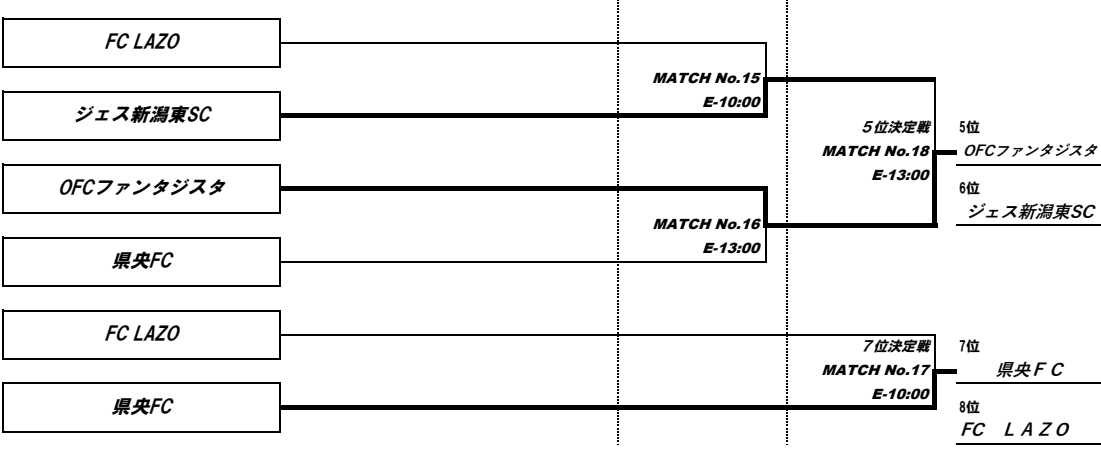 FC LAZO
MATCH No.15
E-10:00
ジェス新潟東SC
５位決定戦
5位
MATCH No.18
OFCファンタジスタ
E-13:00
OFCファンタジスタ
6位
ジェス新潟東SC
MATCH No.16
E-13:00
県央FC
FC LAZO
７位決定戦
7位
MATCH No.17
県央ＦＣ
E-10:00
県央FC
8位
FC　ＬＡＺＯ